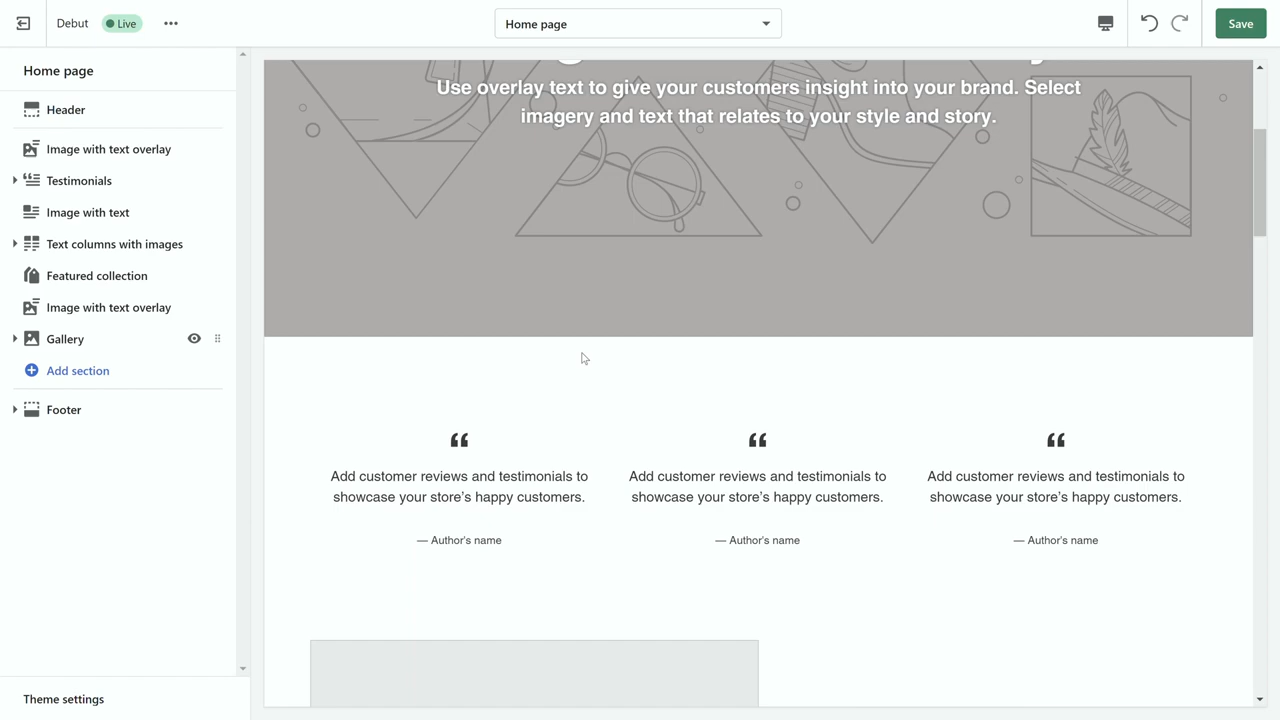 Debut
Live
Home page
Save
Home page
Header
Image with text overlay
Testimonials
Image with text
Text columns with images
Featured collection
Image with text overlay
Gallery
Add section
Footer
Theme settings
Use overlay text to give your customers insight into your brand. Select
imagery and text that relates to your style and story.
“ “ “
Add customer reviews and testimonials to
showcase your store’s happy customers.
— Author's name
Add customer reviews and testimonials to
showcase your store’s happy customers.
— Author's name
Add customer reviews and testimonials to
showcase your store’s happy customers.
— Author's name